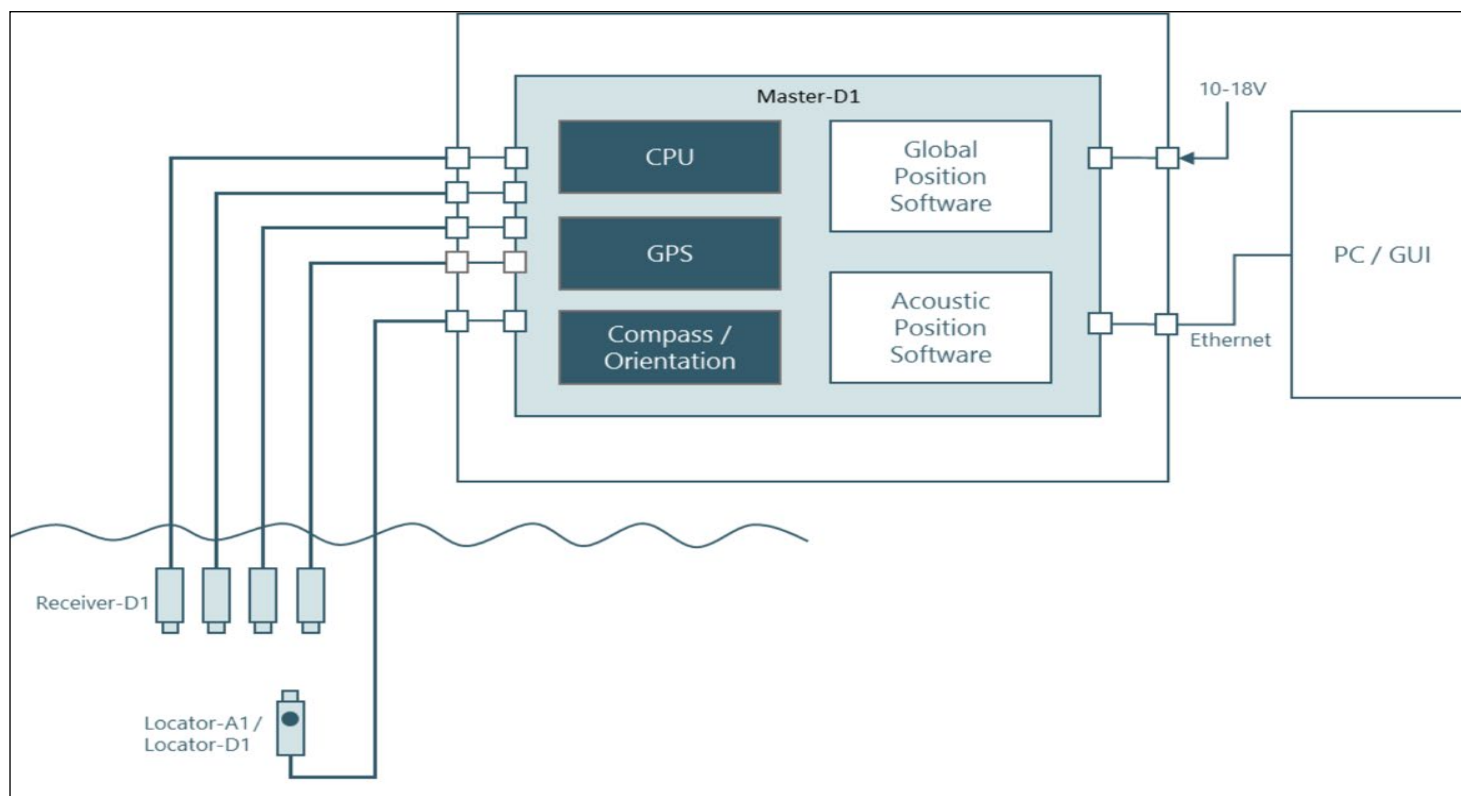 Master-D1
10-18V
CPU
Global
Position
Software
GPS
PC / GUI
Acoustic
Position
Software
Compass /
Orientation
Ethernet
Receiver-D1
Locator-A1 /
Locator-D1